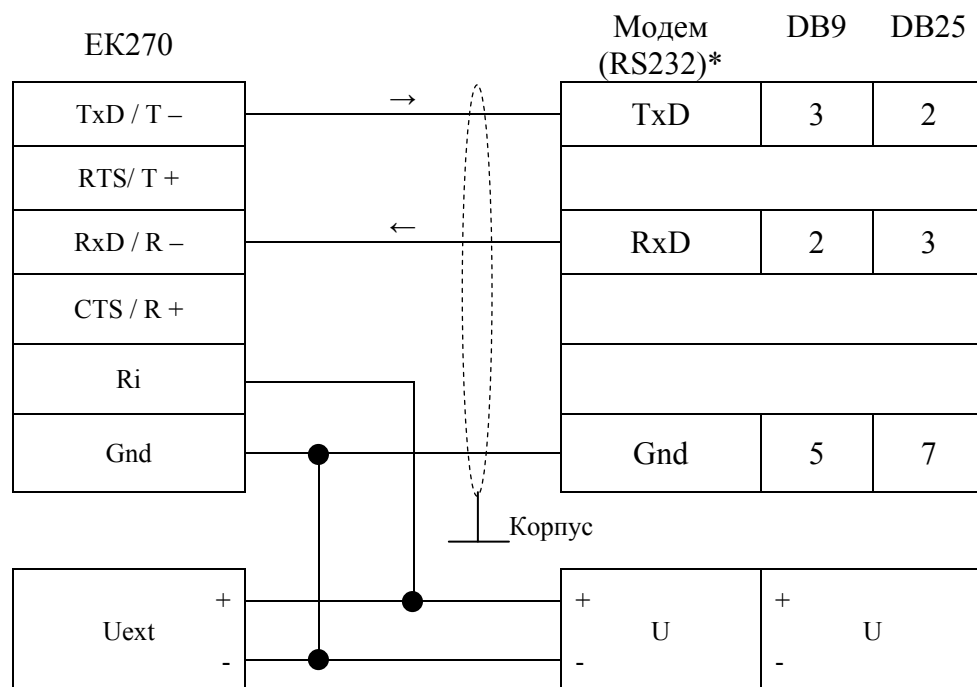 ЕК270 Модем DB9 DB25
(RS232)*
TxD / T – → TxD 3 2
RTS/ T +
RxD / R – ← RxD 2 3
CTS / R +
Ri
Gnd Gnd 5 7
Корпус
+ + +
Uext U U
- - -